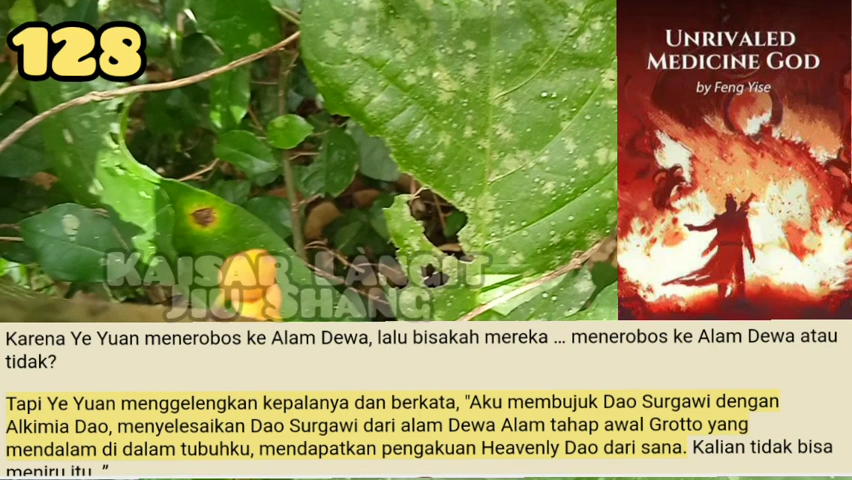 128
UNRIVALED
MEDICINE GOD
by Feng Yise
KAISAR LANGIT
JIU SHANG
Karena Ye Yuan menerobos ke Alam Dewa, lalu bisakah mereka ... menerobos ke Alam Dewa atau
tidak?
Tapi Ye Yuan menggelengkan kepalanya dan berkata, "Aku membujuk Dao Surgawi dengan
Alkimia Dao, menyelesaikan Dao Surgawi dari alam Dewa Alam tahap awal Grotto yang
mendalam di dalam tubuhku, mendapatkan pengakuan Heavenly Dao dari sana. Kalian tidak bisa
meniru itu. ”